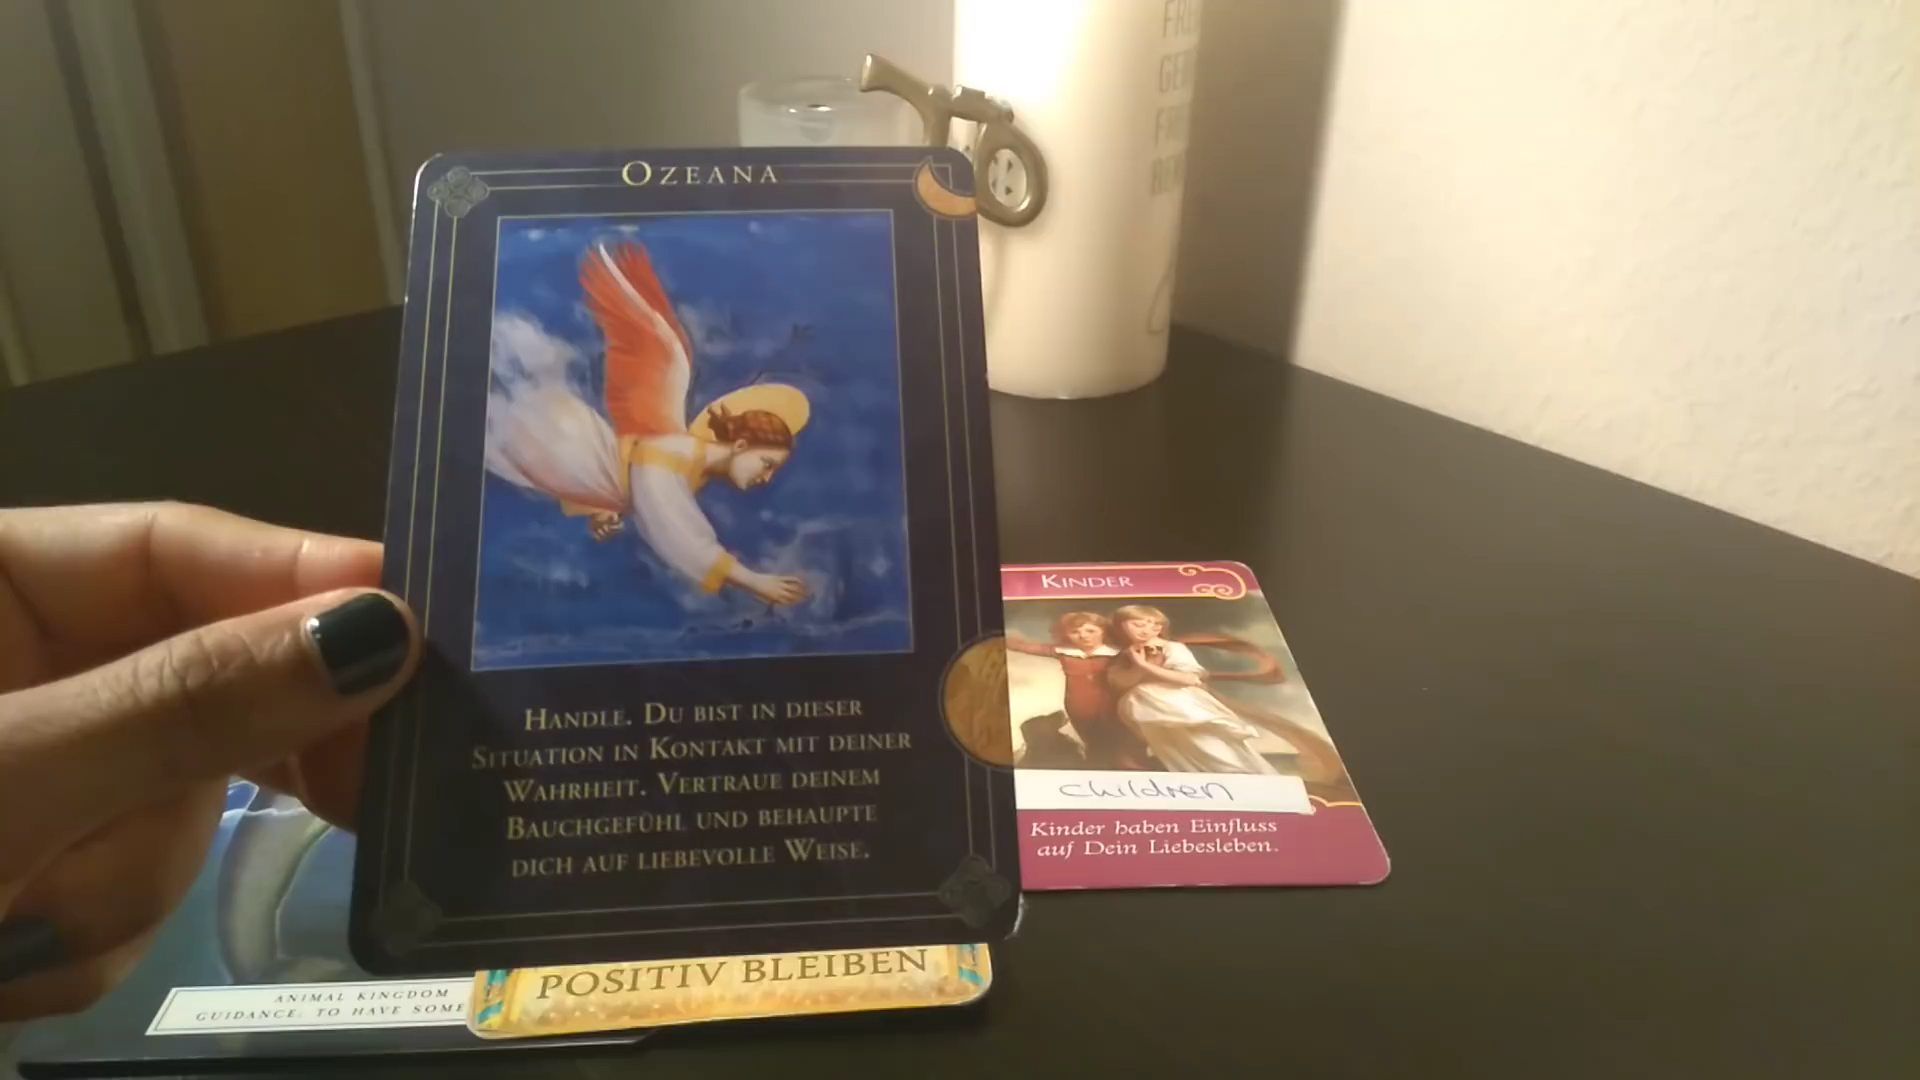 OZEANA
HANDLE. DU BIST IN DIESER
SITUATION IN KONTAKT MIT DEINER
WAHRHEIT. VERTRAUE DEINEM
BAUCHGEFÜHL UND BEHAUPTE
DICH AUF LIEBEVOLLE WEISE.
KINDER
children
Kinder haben Einfluss
auf Dein Liebesleben.
POSITIV BLEIBEN
ANIMAL KINGDOM
GUIDANCE: TO HAVE SOME